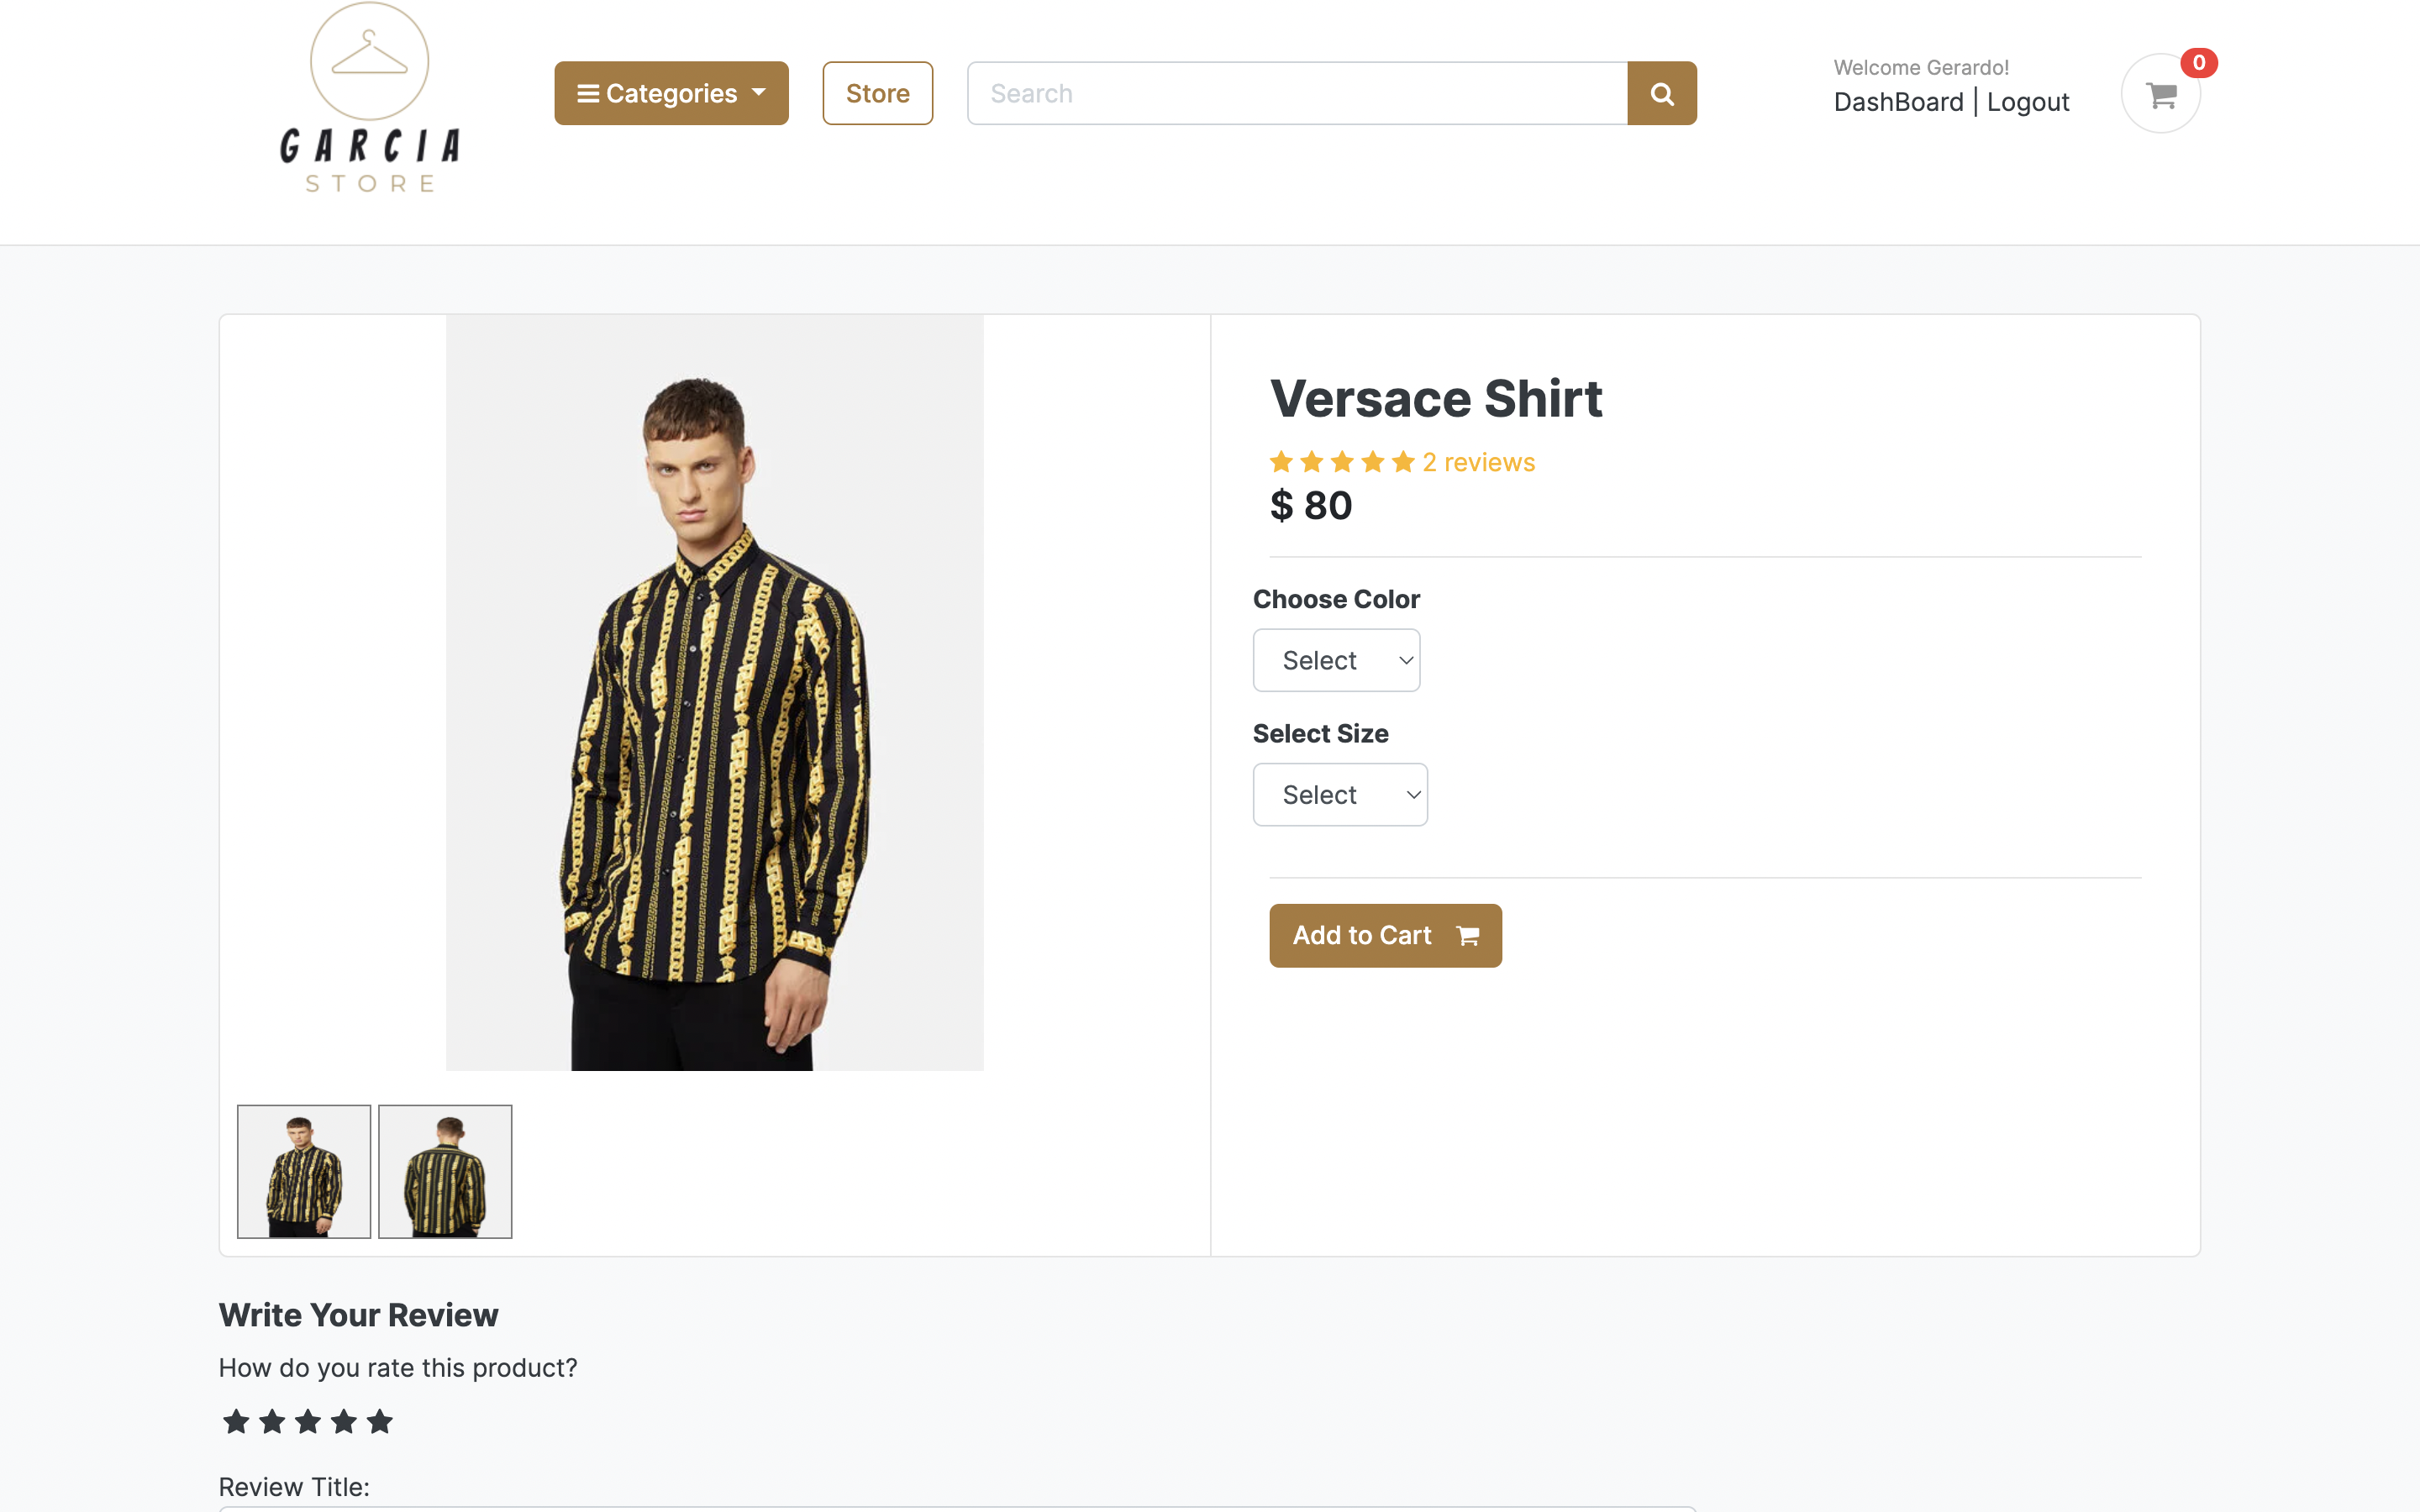 GARCIA
STORE
Categories
Store
Search
Welcome Gerardo!
DashBoard | Logout
0
Versace Shirt
2 reviews
$ 80
Choose Color
Select
Select Size
Select
Add to Cart
Write Your Review
How do you rate this product?
Review Title: